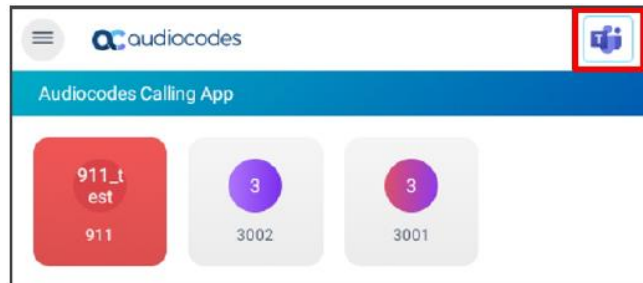 audiocodes
T
Audiocodes Calling App
911_t
est
911
3
3002
3
3001